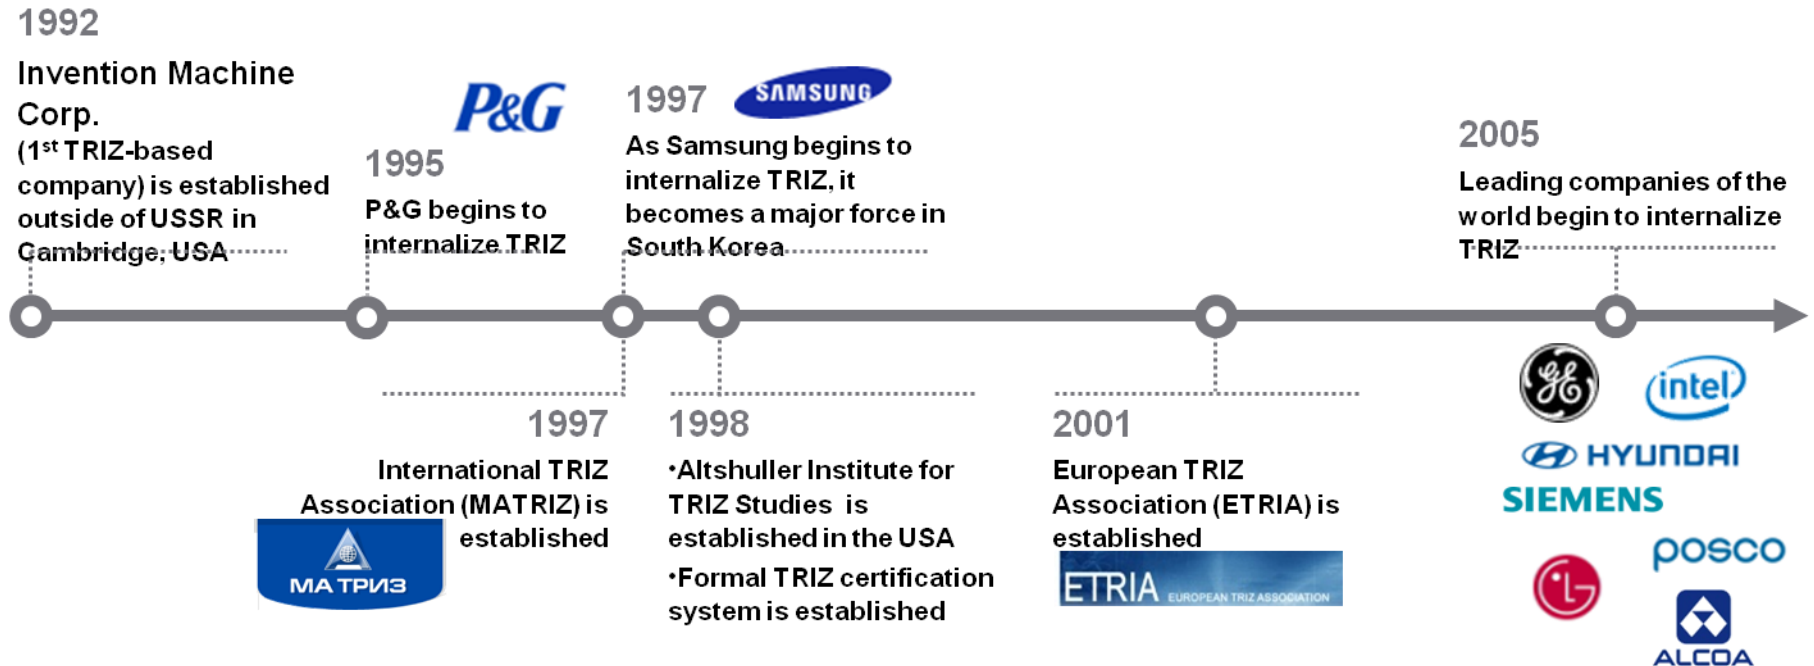 1992
Invention Machine
Corp.
(1st TRIZ-based
company) is established
outside of USSR in
Cambridge, USA
P&G
1995
P&G begins to
internalize TRIZ
1997
SAMSUNG
As Samsung begins to
internalize TRIZ, it
becomes a major force in
South Korea
2005
Leading companies of the
world begin to internalize
TRIZ
1997
International TRIZ
Association (MATRIZ) is
established
МА ТРИЗ
1998
•Altshuller Institute for
TRIZ Studies is
established in the USA
•Formal TRIZ certification
system is established
2001
European TRIZ
Association (ETRIA) is
established
ETRIA EUROPEAN TRIZ ASSOCIATION
GE
intel
HYUNDAI
SIEMENS
posco
LG
ALCOA